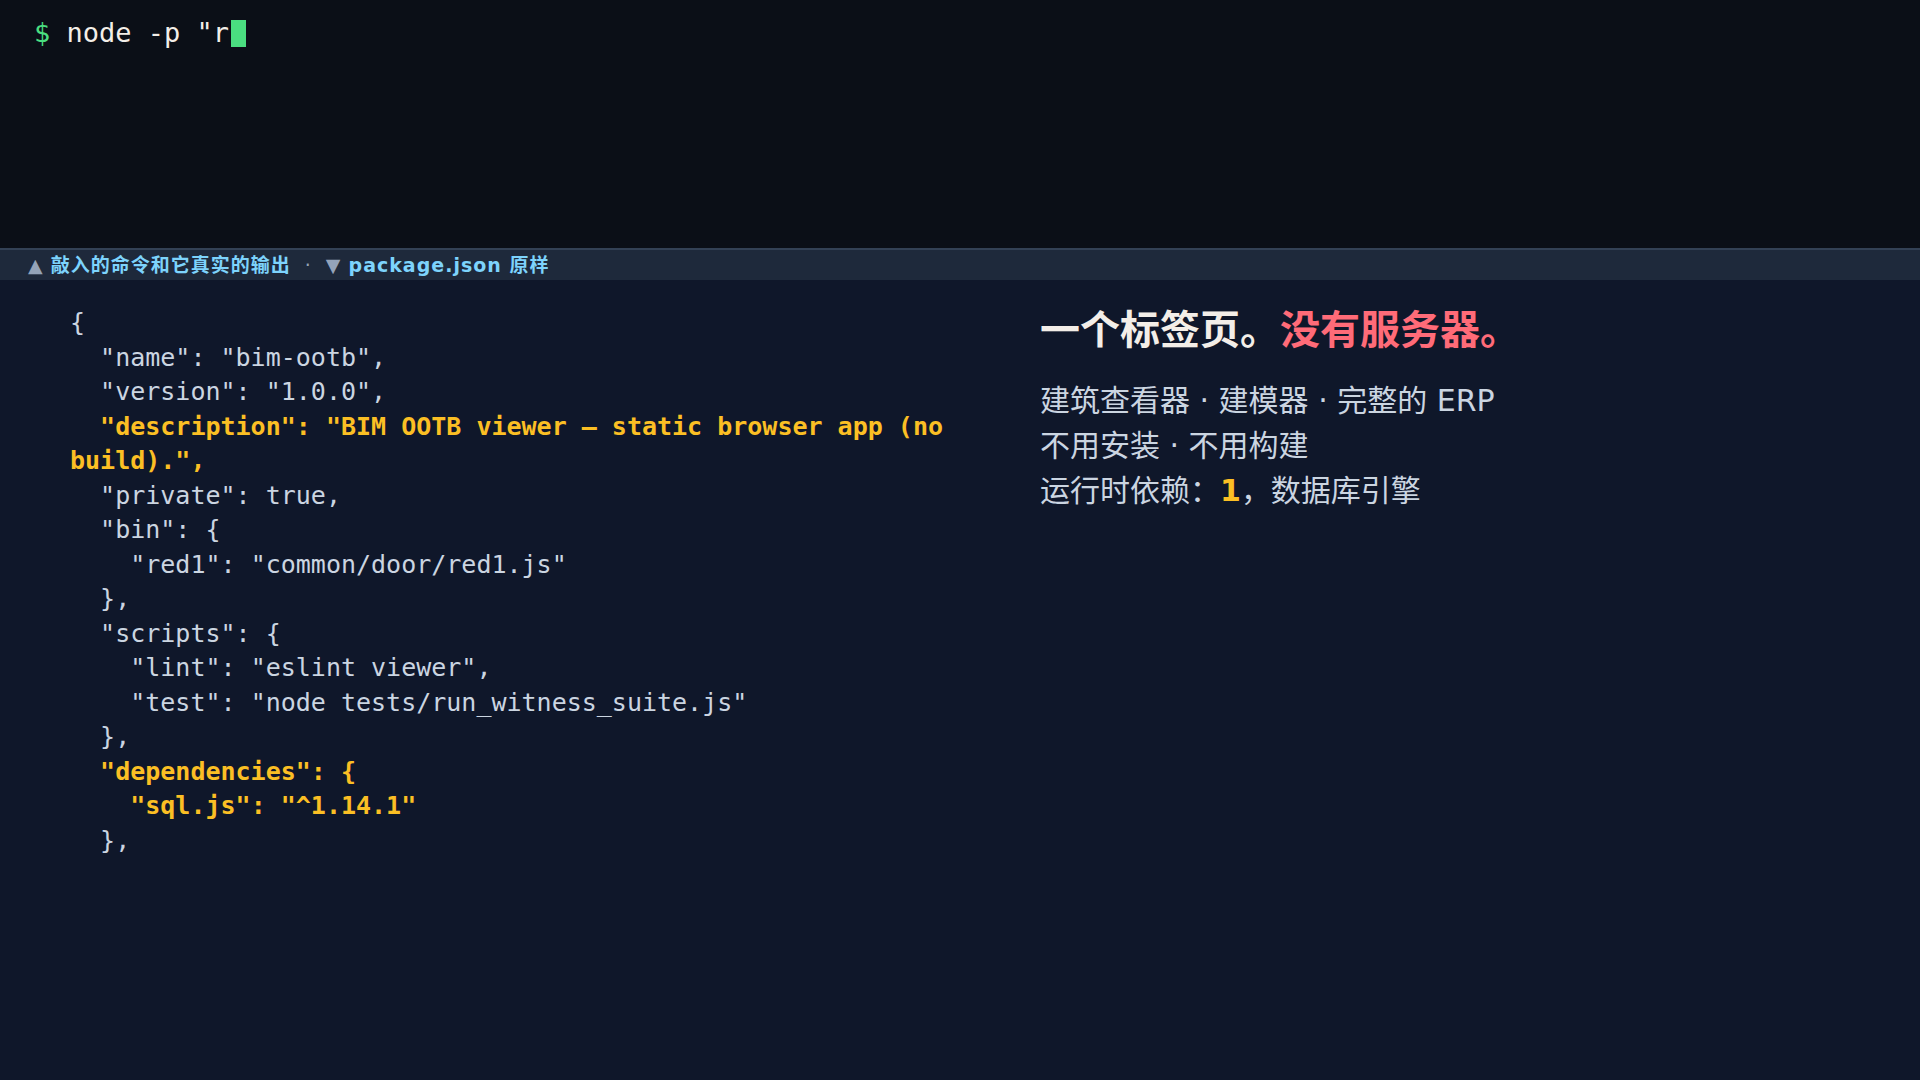 $ node -p "r
▲ 敲入的命令和它真实的输出 · ▼ package.json 原样
{
  "name": "bim-ootb",
  "version": "1.0.0",
  "description": "BIM OOTB viewer — static browser app (no
build).",
  "private": true,
  "bin": {
    "red1": "common/door/red1.js"
  },
  "scripts": {
    "lint": "eslint viewer",
    "test": "node tests/run_witness_suite.js"
  },
  "dependencies": {
    "sql.js": "^1.14.1"
  },
一个标签页。没有服务器。
建筑查看器 · 建模器 · 完整的 ERP
不用安装 · 不用构建
运行时依赖：1，数据库引擎